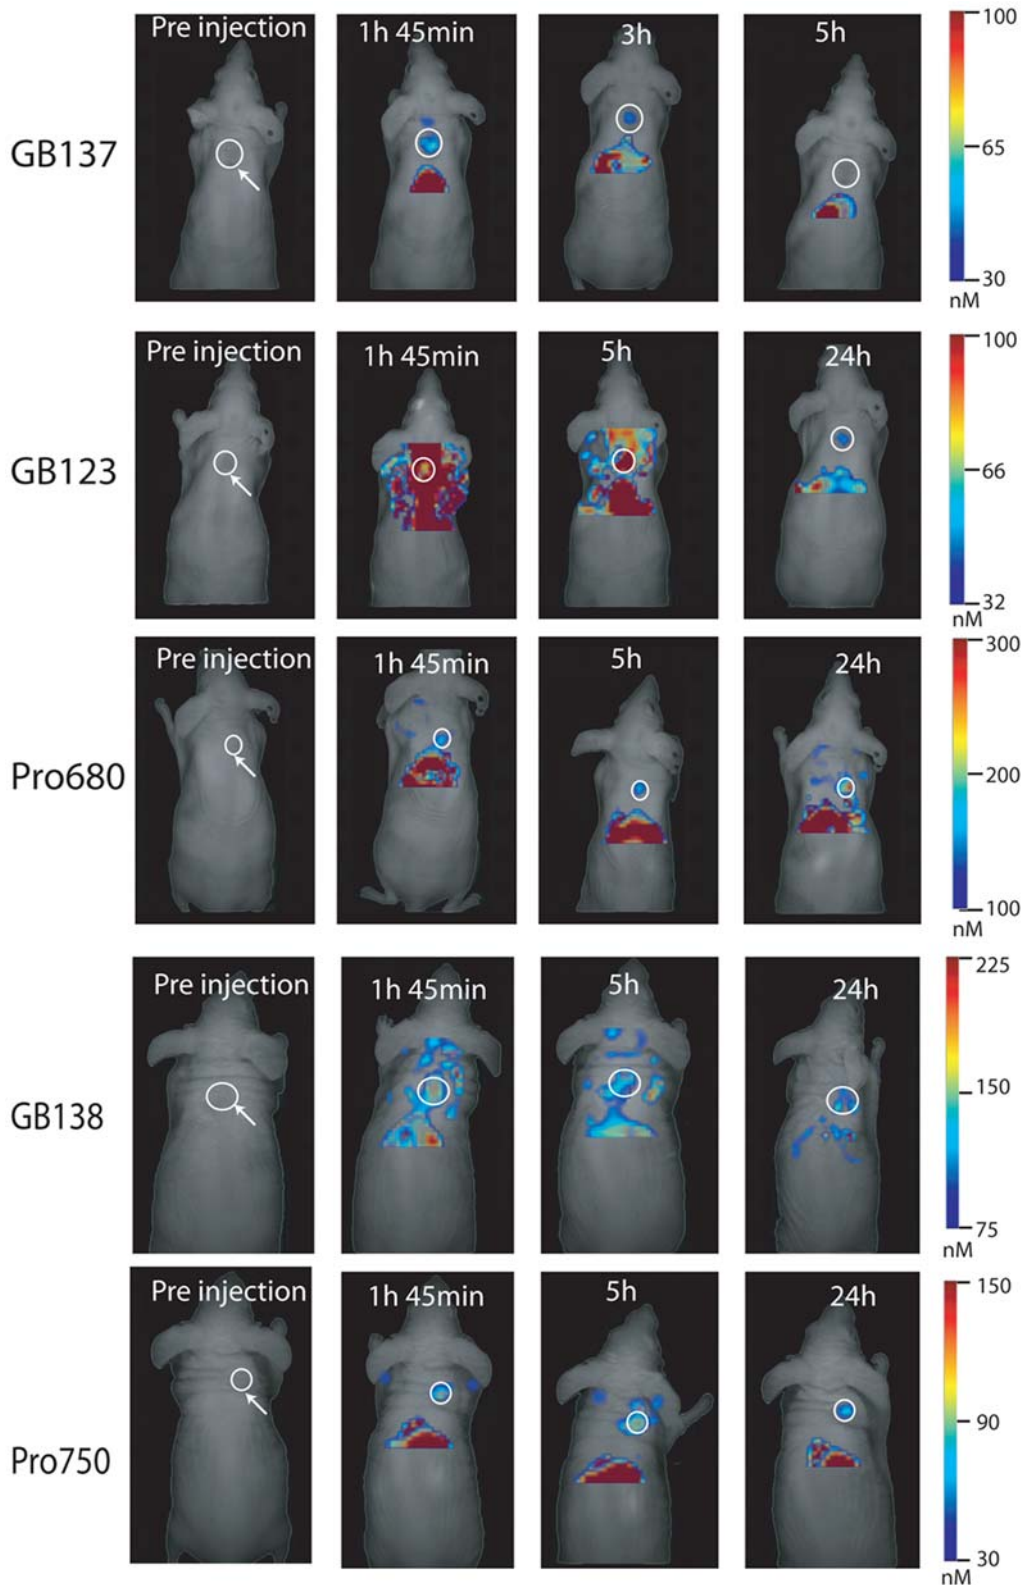 Pre injection
1h 45min
3h
5h
100
GB137
65
30
nM
Pre injection
1h 45min
5h
24h
100
GB123
66
32
nM
Pre injection
1h 45min
5h
24h
300
Pro680
200
100
nM
Pre injection
1h 45min
5h
24h
225
GB138
150
75
nM
Pre injection
1h 45min
5h
24h
150
90
Pro750
30
nM